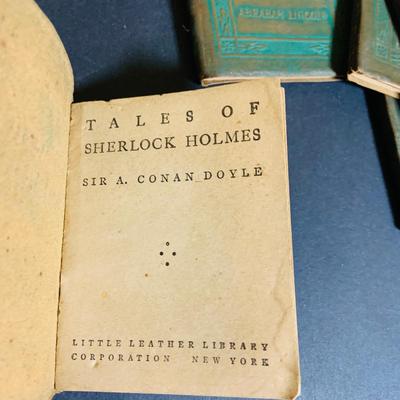 ABRAHAM LINCOLN
TALES OF
SHERLOCK HOLMES
SIR A. CONAN DOYLE
LITTLE LEATHER LIBRARY
CORPORATION NEW YORK